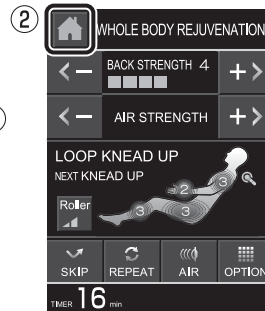 ②
WHOLE BODY REJUVENATION
BACK STRENGTH 4
AIR STRENGTH
LOOP KNEAD UP
NEXT KNEAD UP
Roller
2
3
3
3
SKIP REPEAT AIR OPTION
TIMER 16 min